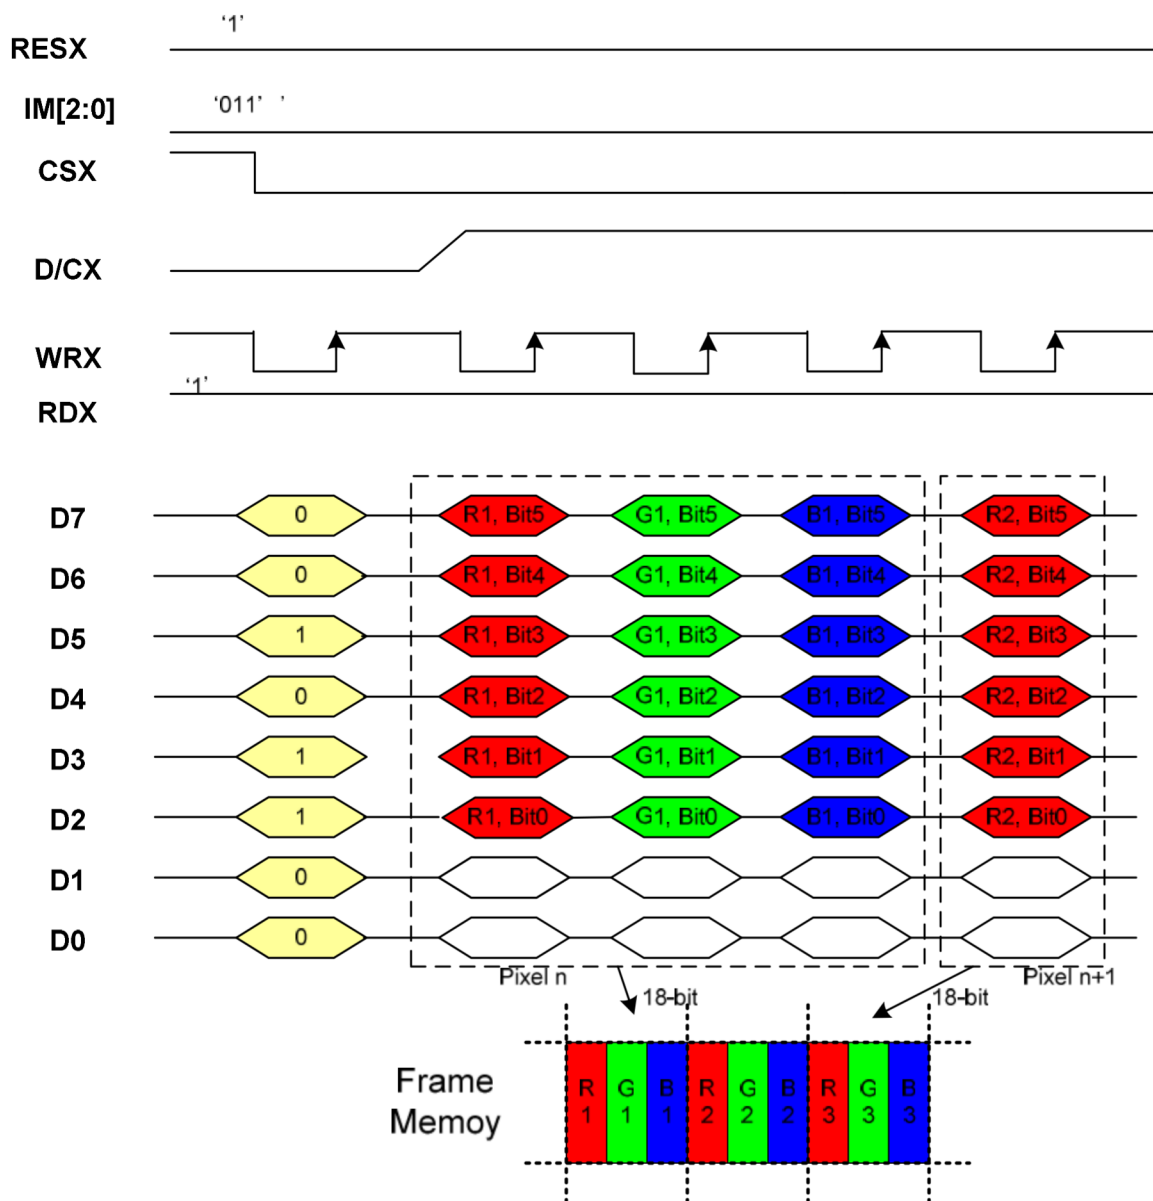 ‘1’
RESX
IM[2:0] ‘011’ ’
CSX
D/CX
WRX
‘1’
RDX
D7 0 R1, Bit5 G1, Bit5 B1, Bit5 R2, Bit5
D6 0 R1, Bit4 G1, Bit4 B1, Bit4 R2, Bit4
D5 1 R1, Bit3 G1, Bit3 B1, Bit3 R2, Bit3
D4 0 R1, Bit2 G1, Bit2 B1, Bit2 R2, Bit2
D3 1 R1, Bit1 G1, Bit1 B1, Bit1 R2, Bit1
D2 1 R1, Bit0 G1, Bit0 B1, Bit0 R2, Bit0
D1 0
D0 0
Pixel n Pixel n+1
18-bit 18-bit
Frame
Memoy
R G B R G B R G B
1 1 1 2 2 2 3 3 3